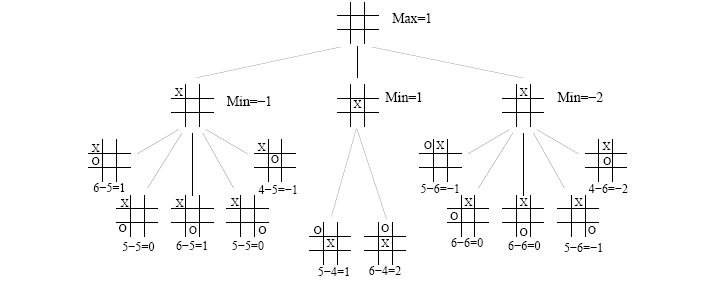 Max=1
X
Min=−1
X
Min=1
X
Min=−2
X
O
6−5=1
X
O
4−5=−1
O X
5−6=−1
X
O
4−6=−2
X
O
5−5=0
X
O
6−5=1
X
O
5−5=0
X
O
6−6=0
X
O
6−6=0
X
O
5−6=−1
O
X
5−4=1
O
X
6−4=2